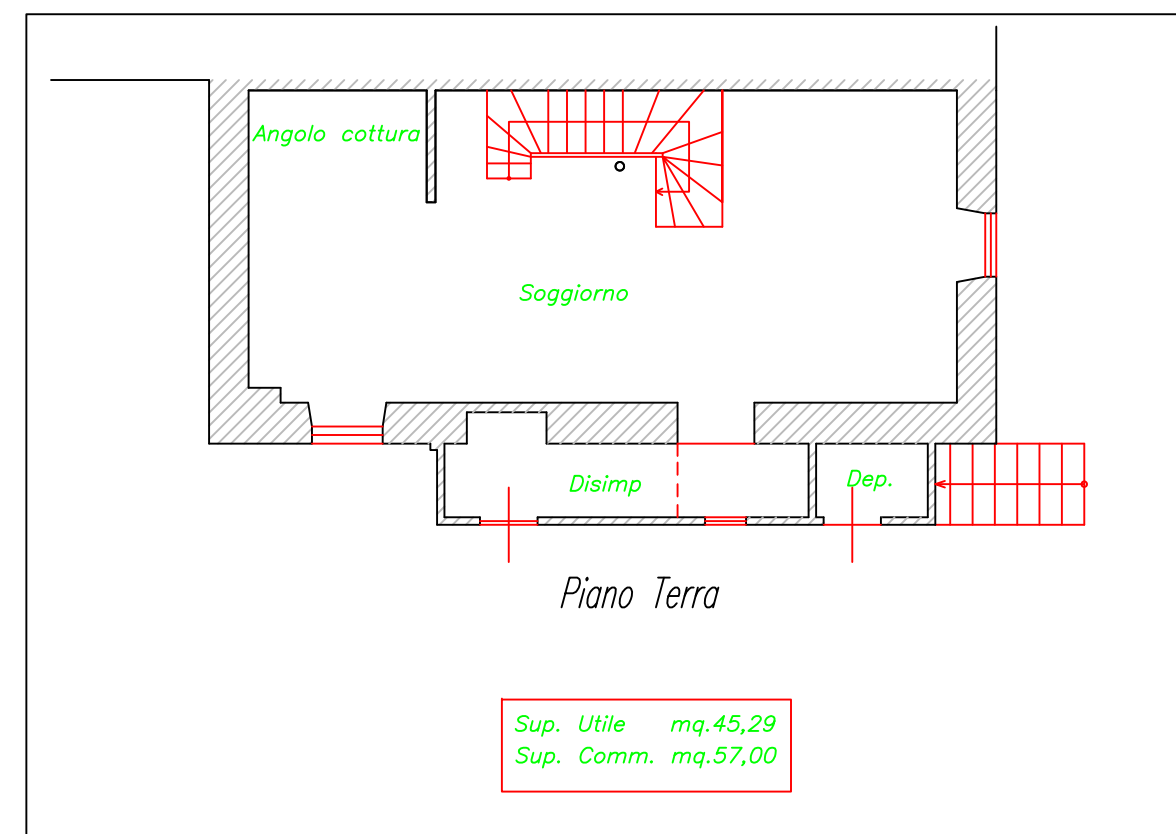 Angolo cottura
Soggiorno
Disimp
Dep.
Piano Terra
Sup. Utile mq.45,29
Sup. Comm. mq.57,00